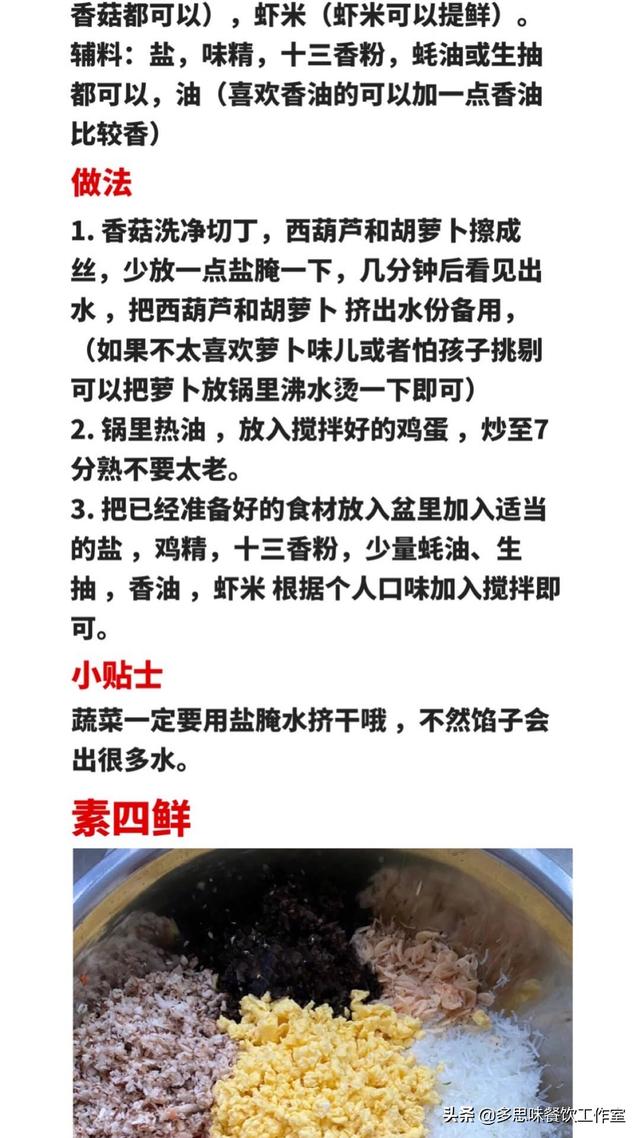 香菇都可以），虾米（虾米可以提鲜）。
辅料：盐，味精，十三香粉，蚝油或生抽
都可以，油（喜欢香油的可以加一点香油
比较香）
做法
1. 香菇洗净切丁，西葫芦和胡萝卜擦成
丝，少放一点盐腌一下，几分钟后看见出
水 ，把西葫芦和胡萝卜 挤出水份备用，
（如果不太喜欢萝卜味儿或者怕孩子挑剔
可以把萝卜放锅里沸水烫一下即可）
2. 锅里热油 ，放入搅拌好的鸡蛋 ，炒至7
分熟不要太老。
3. 把已经准备好的食材放入盆里加入适当
的盐 ，鸡精，十三香粉，少量蚝油、生
抽 ，香油 ，虾米 根据个人口味加入搅拌即
可。
小贴士
蔬菜一定要用盐腌水挤干哦 ，不然馅子会
出很多水。
素四鲜
头条 @多思味餐饮工作室